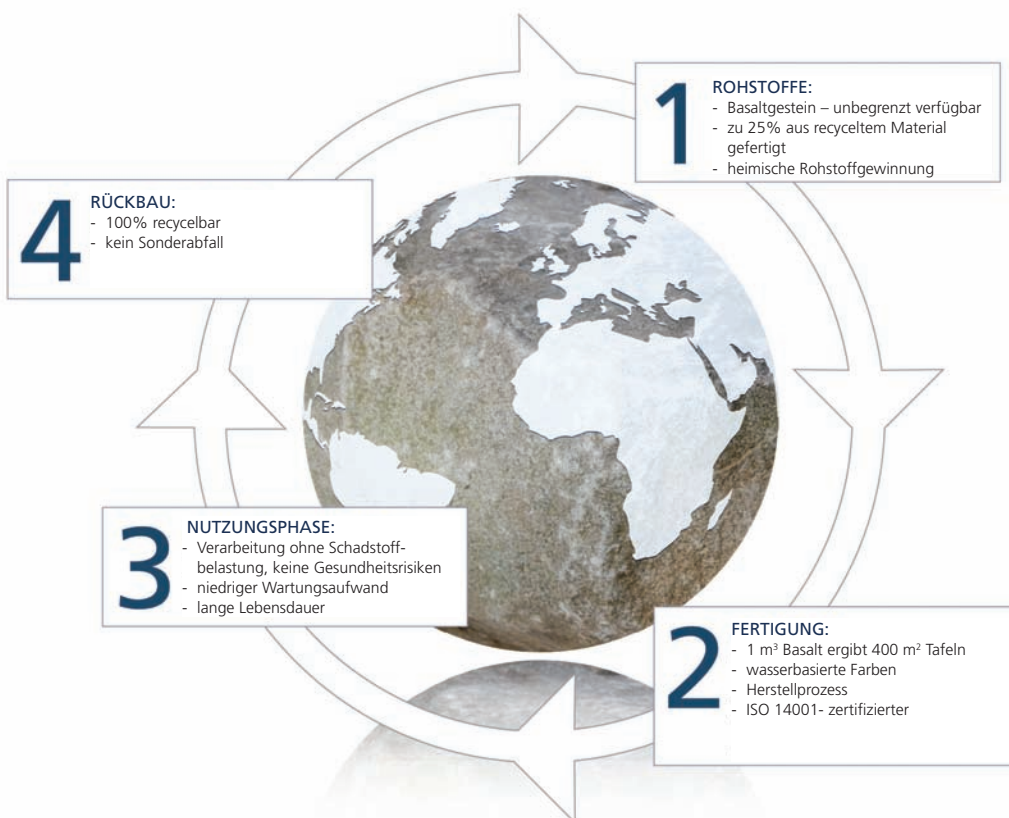 1
ROHSTOFFE:
- Basaltgestein – unbegrenzt verfügbar
- zu 25% aus recyceltem Material
gefertigt
- heimische Rohstoffgewinnung
2
FERTIGUNG:
- 1 m³ Basalt ergibt 400 m² Tafeln
- wasserbasierte Farben
- Herstellprozess
- ISO 14001- zertifizierter
3
NUTZUNGSPHASE:
- Verarbeitung ohne Schadstoff-
belastung, keine Gesundheitsrisiken
- niedriger Wartungsaufwand
- lange Lebensdauer
4
RÜCKBAU:
- 100% recycelbar
- kein Sonderabfall